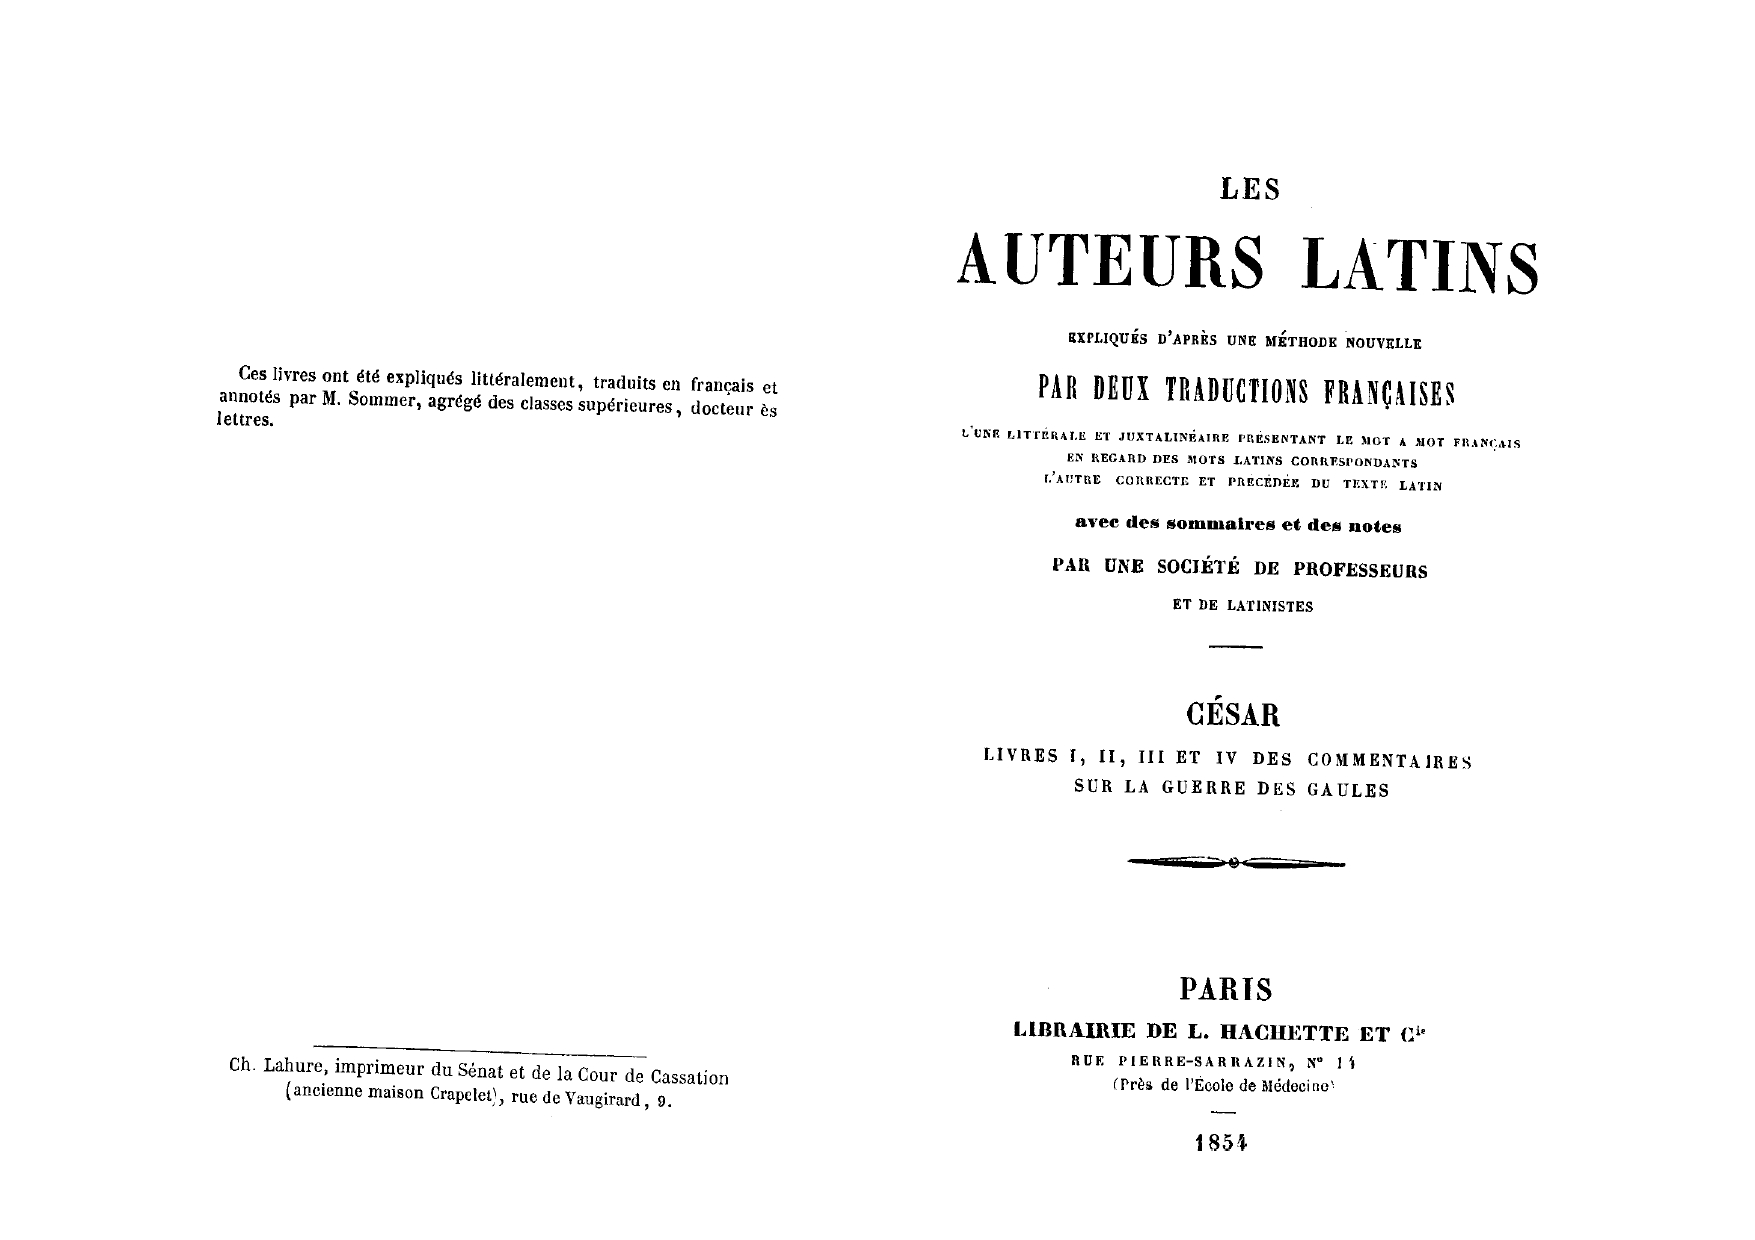 Ces livres ont été expliqués littéralement, traduits en français et
annotés par M. Sommer, agrégé des classes supérieures, docteur ès
lettres.
Ch. Lahure, imprimeur du Sénat et de la Cour de Cassation
(ancienne maison Crapelet), rue de Vaugirard, 9.
LES
AUTEURS LATINS
EXPLIQUÉS D'APRÈS UNE MÉTHODE NOUVELLE
PAR DEUX TRADUCTIONS FRANÇAISES
L'UNE LITTÉRALE ET JUXTALINÉAIRE PRÉSENTANT LE MOT A MOT FRANÇAIS
EN REGARD DES MOTS LATINS CORRESPONDANTS
L'AUTRE CORRECTE ET PRÉCÉDÉE DU TEXTE LATIN
avec des sommaires et des notes
PAR UNE SOCIÉTÉ DE PROFESSEURS
ET DE LATINISTES
CÉSAR
LIVRES I, II, III ET IV DES COMMENTAIRES
SUR LA GUERRE DES GAULES
PARIS
LIBRAIRIE DE L. HACHETTE ET Cie
RUE PIERRE-SARRAZIN, N° 14
(Près de l'École de Médecine)
1854